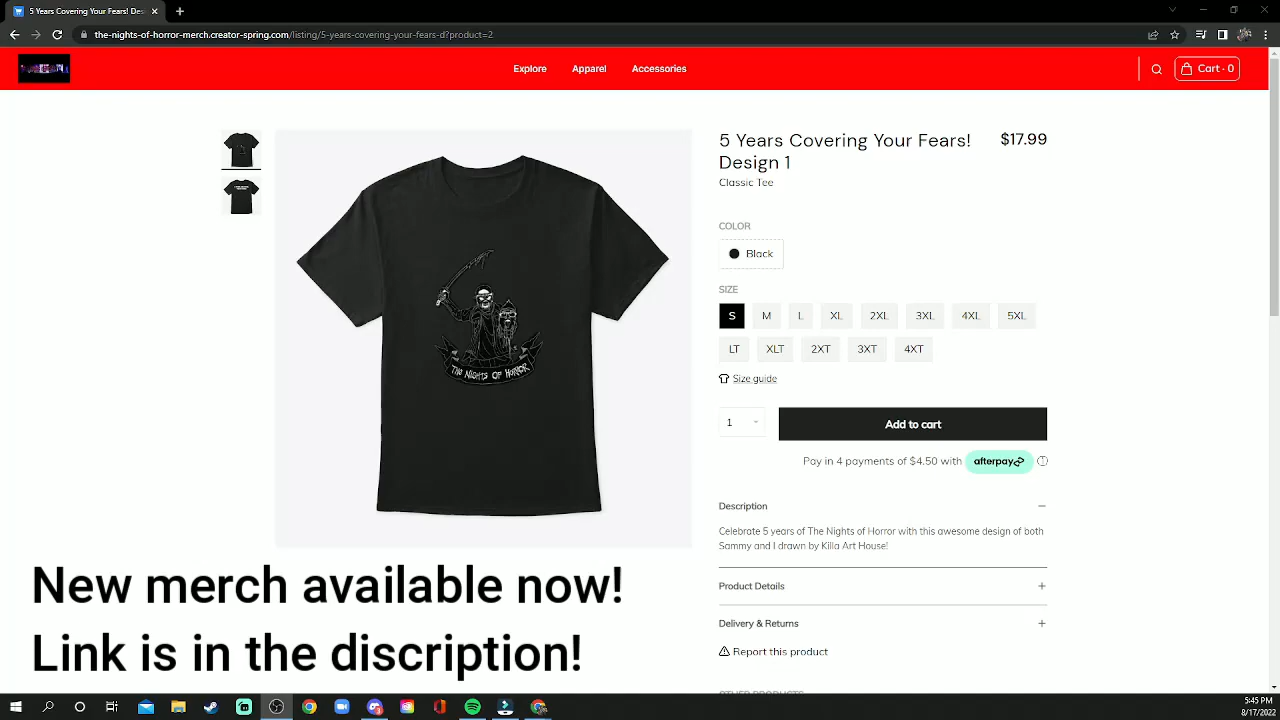 5 Years Covering Your Fears! Des
the-nights-of-horror-merch.creator-spring.com/listing/5-years-covering-your-fears-d?product=2
Explore Apparel Accessories
Cart · 0
5 Years Covering Your Fears! $17.99
Design 1
Classic Tee
COLOR
Black
SIZE
S M L XL 2XL 3XL 4XL 5XL
LT XLT 2XT 3XT 4XT
Size guide
1 Add to cart
Pay in 4 payments of $4.50 with afterpay
THE NIGHTS OF HORROR
Description
Celebrate 5 years of The Nights of Horror with this awesome design of both
Sammy and I drawn by Killa Art House!
Product Details
Delivery & Returns
Report this product
OTHER PRODUCTS
New merch available now!
Link is in the discription!
5:45 PM
8/17/2022